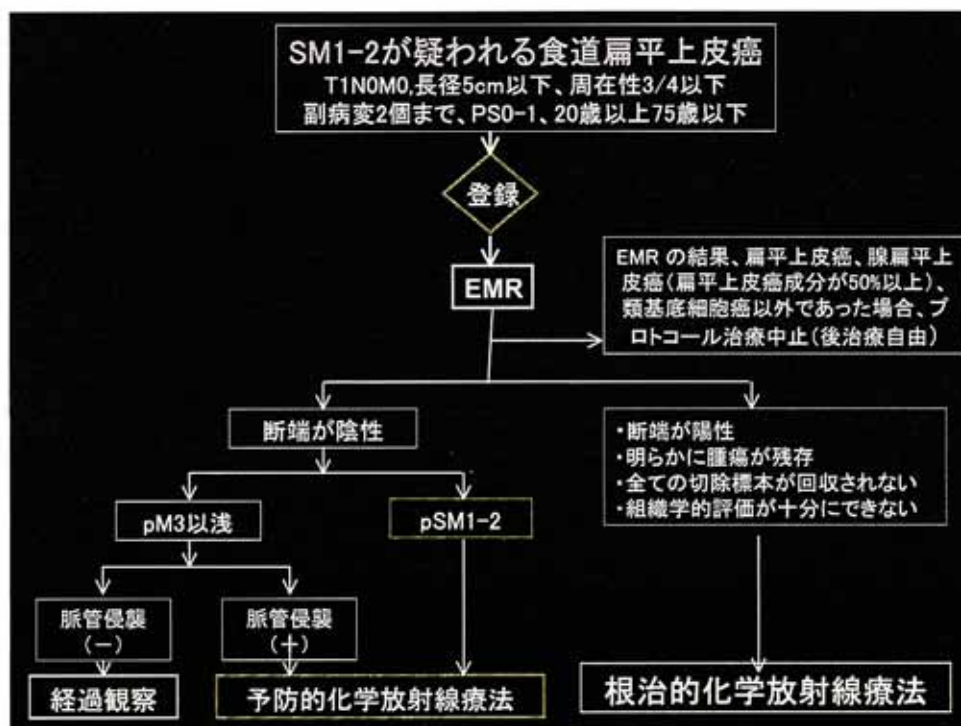 SM1-2が疑われる食道扁平上皮癌
T1N0M0,長径5cm以下、周在性3/4以下
副病変2個まで、PS0-1、20歳以上75歳以下
登録
EMR
EMR の結果、扁平上皮癌、腺扁平上
皮癌(扁平上皮癌成分が50%以上)、
類基底細胞癌以外であった場合、プ
ロトコール治療中止(後治療自由)
断端が陰性
・断端が陽性
・明らかに腫瘍が残存
・全ての切除標本が回収されない
・組織学的評価が十分にできない
pM3以浅
pSM1-2
脈管侵襲
(−)
脈管侵襲
(＋)
経過観察
予防的化学放射線療法
根治的化学放射線療法